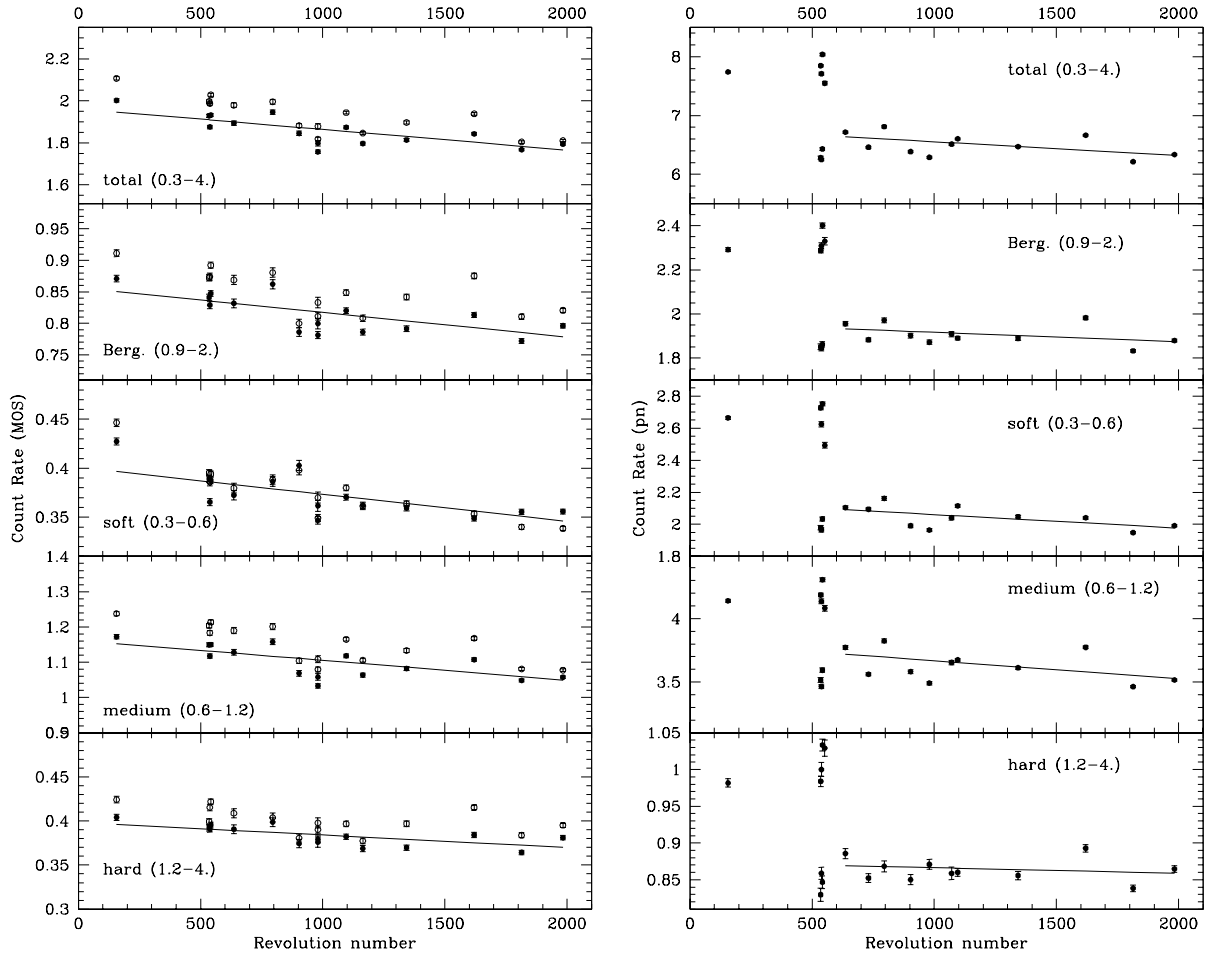 0 500 1000 1500 2000
2.2
2
1.8
1.6
total (0.3−4.)
0.95
0.9
0.85
0.8
0.75
Berg. (0.9−2.)
0.45
0.4
0.35
soft (0.3−0.6)
1.4
1.3
1.2
1.1
1
0.9
medium (0.6−1.2)
0.9
0.45
0.4
0.35
0.3
hard (1.2−4.)
0 500 1000 1500 2000
Revolution number
Count Rate (MOS)
0 500 1000 1500 2000
8
7
6
total (0.3−4.)
2.4
2.2
2
1.8
Berg. (0.9−2.)
2.8
2.6
2.4
2.2
2
1.8
soft (0.3−0.6)
4
3.5
medium (0.6−1.2)
1.05
1
0.95
0.9
0.85
hard (1.2−4.)
0 500 1000 1500 2000
Revolution number
Count Rate (pn)